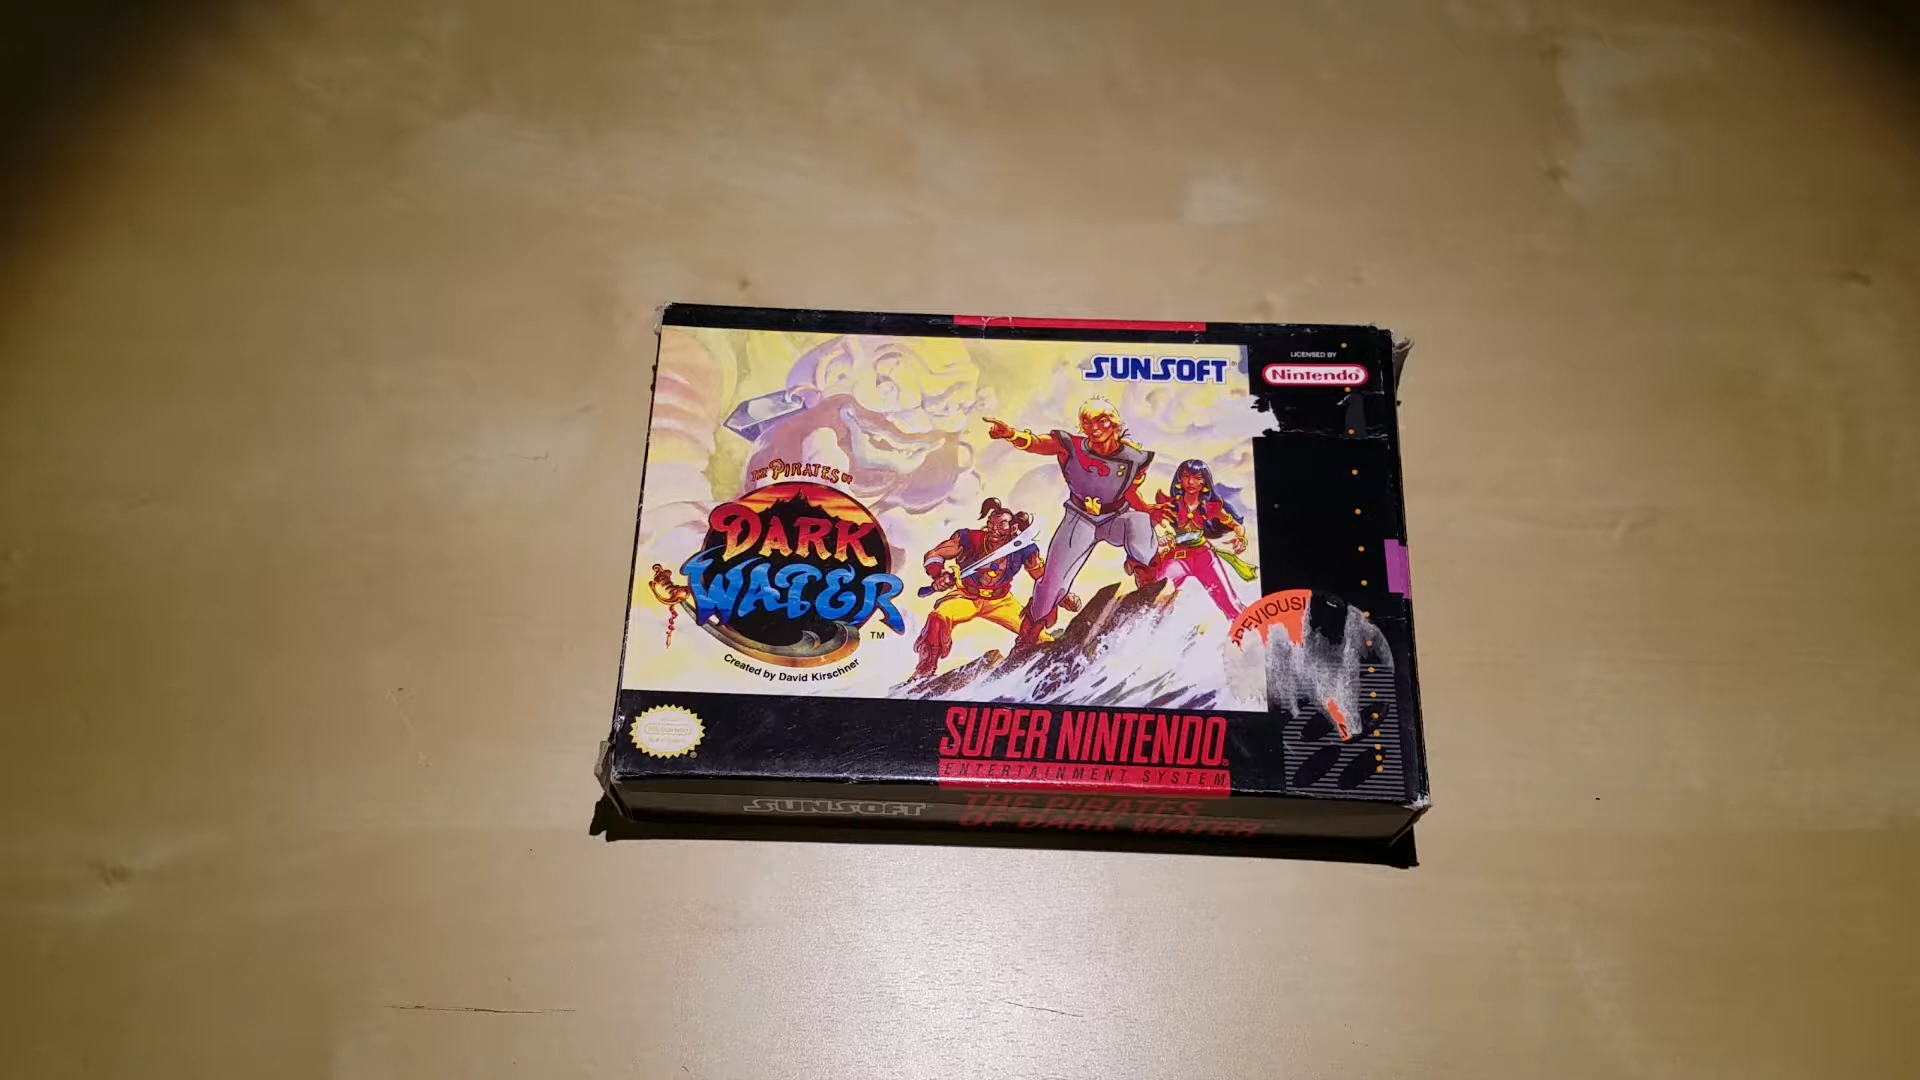 SUNSOFT®
LICENSED BY
Nintendo
THE PIRATES OF
DARK
WATER
™
Created by David Kirschner
PREVIOUS
SUPER NINTENDO®
ENTERTAINMENT SYSTEM
SUNSOFT
THE PIRATES
OF DARK WATER